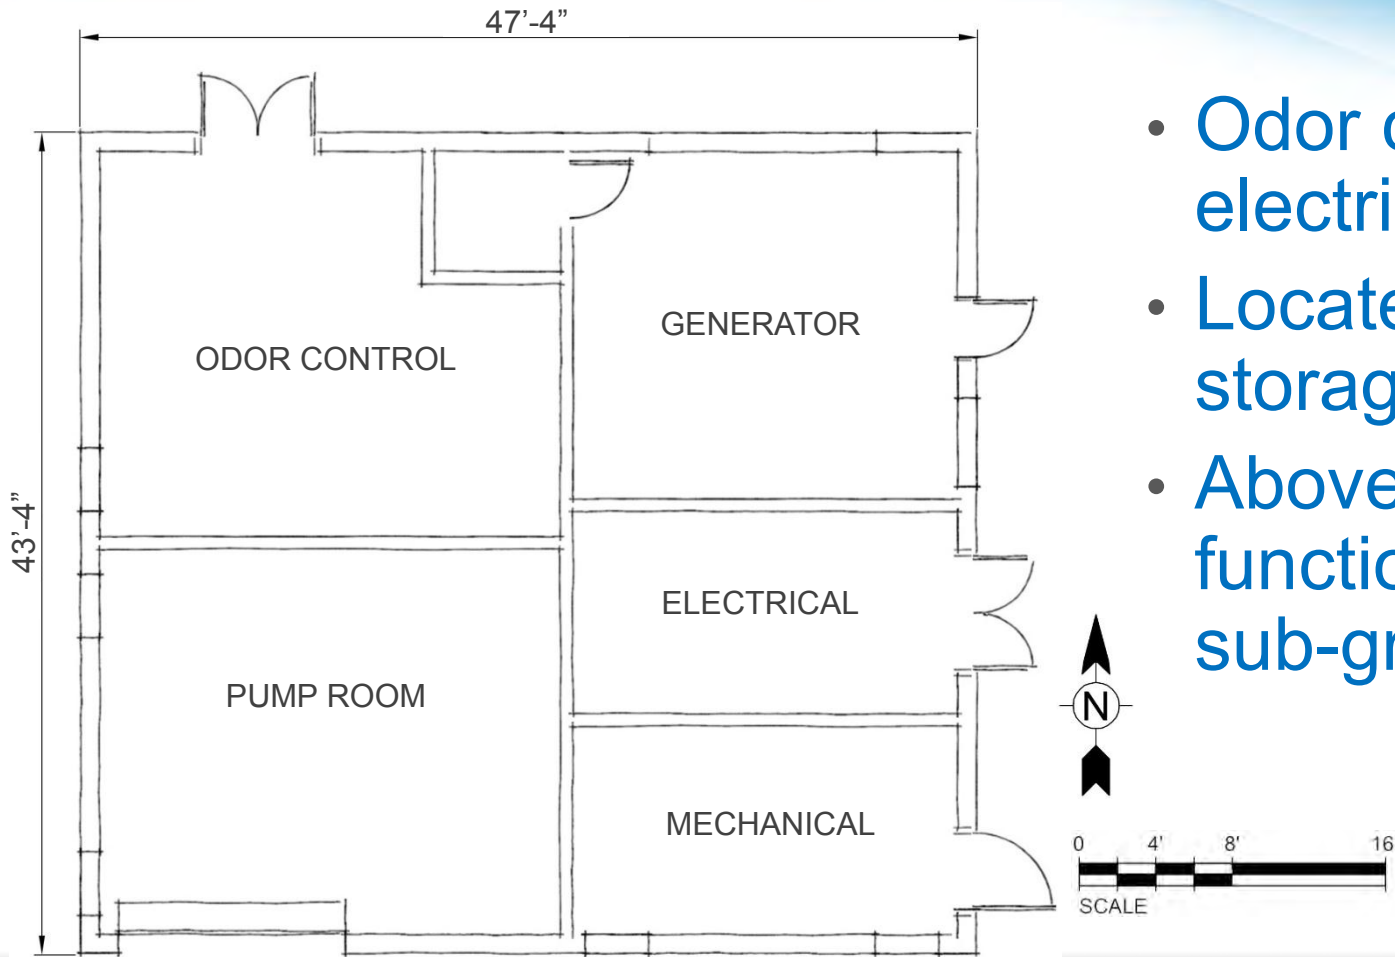 47’-4”
43’-4”
ODOR CONTROL
GENERATOR
ELECTRICAL
PUMP ROOM
MECHANICAL
N
0 4' 8' 16
SCALE
• Odor
electri
• Locate
storag
• Above
functio
sub-gr